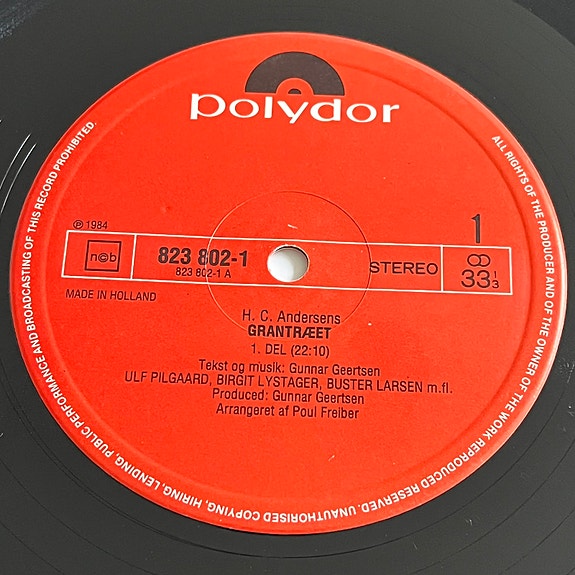 polydor
ALL RIGHTS OF THE PRODUCER AND OF THE OWNER OF THE WORK REPRODUCED RESERVED. UNAUTHORISED COPYING, HIRING, LENDING, PUBLIC PERFORMANCE AND BROADCASTING OF THIS RECORD PROHIBITED.
℗ 1984
1
n©b
823 802-1
823 802-1 A
STEREO
33 1/3
MADE IN HOLLAND
H. C. Andersens
GRANTRÆET
1. DEL (22:10)
Tekst og musik: Gunnar Geertsen
ULF PILGAARD, BIRGIT LYSTAGER, BUSTER LARSEN m.fl.
Produced: Gunnar Geertsen
Arrangeret af Poul Freiber